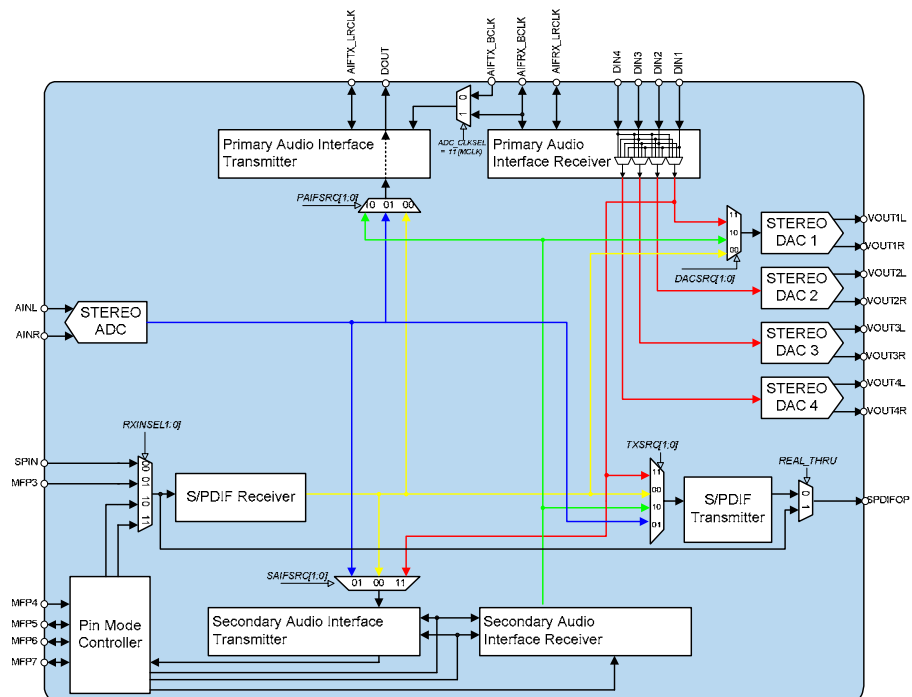 AIFTX_LRCLK
DOUT
AIFTX_BCLK
AIFRX_BCLK
AIFRX_LRCLK
DIN4
DIN3
DIN2
DIN1
0
1
ADC_CLKSEL
= 11 (MCLK)
Primary Audio Interface
Transmitter
Primary Audio
Interface Receiver
PAIFSRC[1:0]
10 01 00
11
10
00
DACSRC[1:0]
STEREO
DAC 1
VOUT1L
VOUT1R
STEREO
DAC 2
VOUT2L
VOUT2R
STEREO
DAC 3
VOUT3L
VOUT3R
STEREO
DAC 4
VOUT4L
VOUT4R
AINL
AINR
STEREO
ADC
RXINSEL1:0]
SPIN
MFP3
00
01
10
11
S/PDIF Receiver
TXSRC[1;0]
11
00
10
01
S/PDIF
Transmitter
REAL_THRU
0
1
SPDIFOP
SAIFSRC[1:0]
01 00 11
MFP4
MFP5
MFP6
MFP7
Pin Mode
Controller
Secondary Audio Interface
Transmitter
Secondary Audio
Interface Receiver